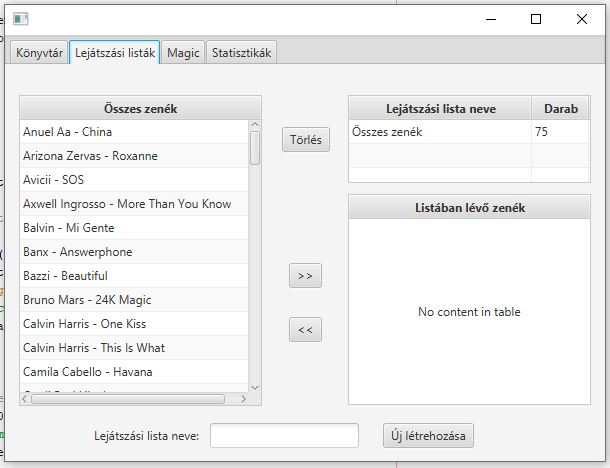 Könyvtár Lejátszási listák Magic Statisztikák
Összes zenék
Anuel Aa - China
Arizona Zervas - Roxanne
Avicii - SOS
Axwell Ingrosso - More Than You Know
Balvin - Mi Gente
Banx - Answerphone
Bazzi - Beautiful
Bruno Mars - 24K Magic
Calvin Harris - One Kiss
Calvin Harris - This Is What
Camila Cabello - Havana
Törlés
>>
<<
Lejátszási lista neve Darab
Összes zenék 75
Listában lévő zenék
No content in table
Lejátszási lista neve:
Új létrehozása